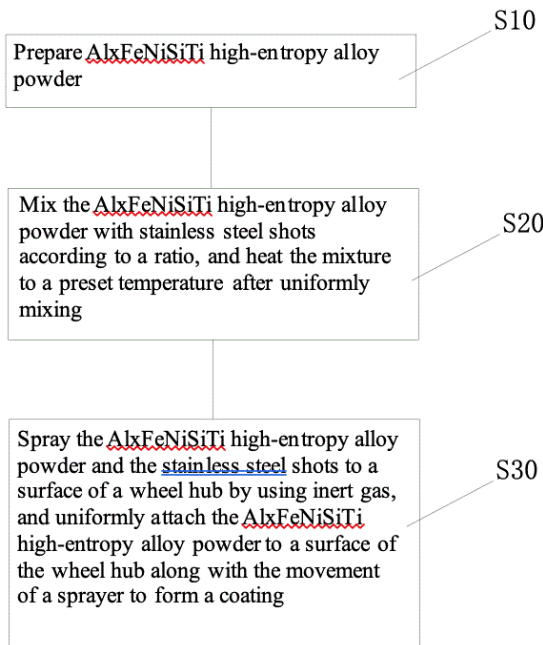 S10
Prepare AlxFeNiSiTi high-entropy alloy
powder
Mix the AlxFeNiSiTi high-entropy alloy
powder with stainless steel shots
according to a ratio, and heat the mixture
to a preset temperature after uniformly
mixing
S20
Spray the AlxFeNiSiTi high-entropy alloy
powder and the stainless steel shots to a
surface of a wheel hub by using inert gas,
and uniformly attach the AlxFeNiSiTi
high-entropy alloy powder to a surface of
the wheel hub along with the movement
of a sprayer to form a coating
S30